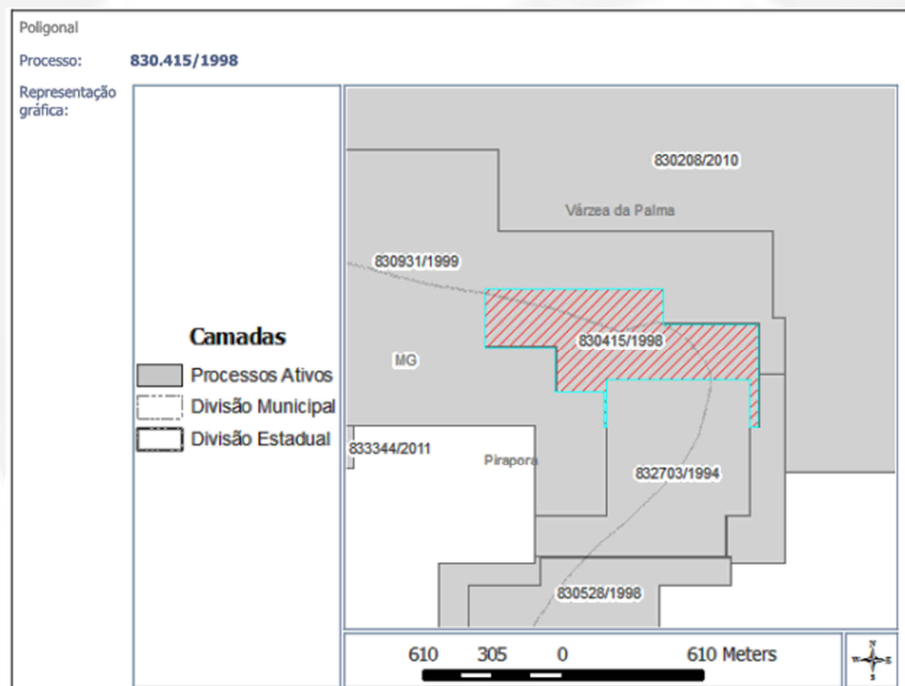 Poligonal
Processo: 830.415/1998
Representação
gráfica:
Camadas
Processos Ativos
Divisão Municipal
Divisão Estadual
830208/2010
Várzea da Palma
830931/1999
830415/1998
MG
833344/2011
Pirapora
832703/1994
830528/1998
610 305 0 610 Meters
N
W E
S